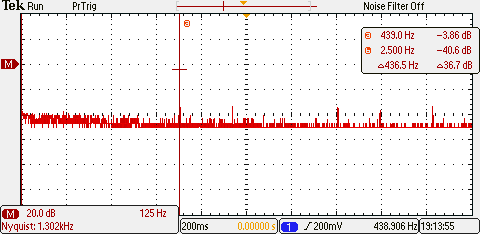 Tek Run PrTrig Noise Filter Off
a 439.0 Hz -3.86 dB
b 2.500 Hz -40.6 dB
△436.5 Hz △36.7 dB
a
M
M 20.0 dB 125 Hz
Nyquist: 1.302kHz
200ms 0.00000 s 1 ∫ 200mV 438.906 Hz 19:13:55